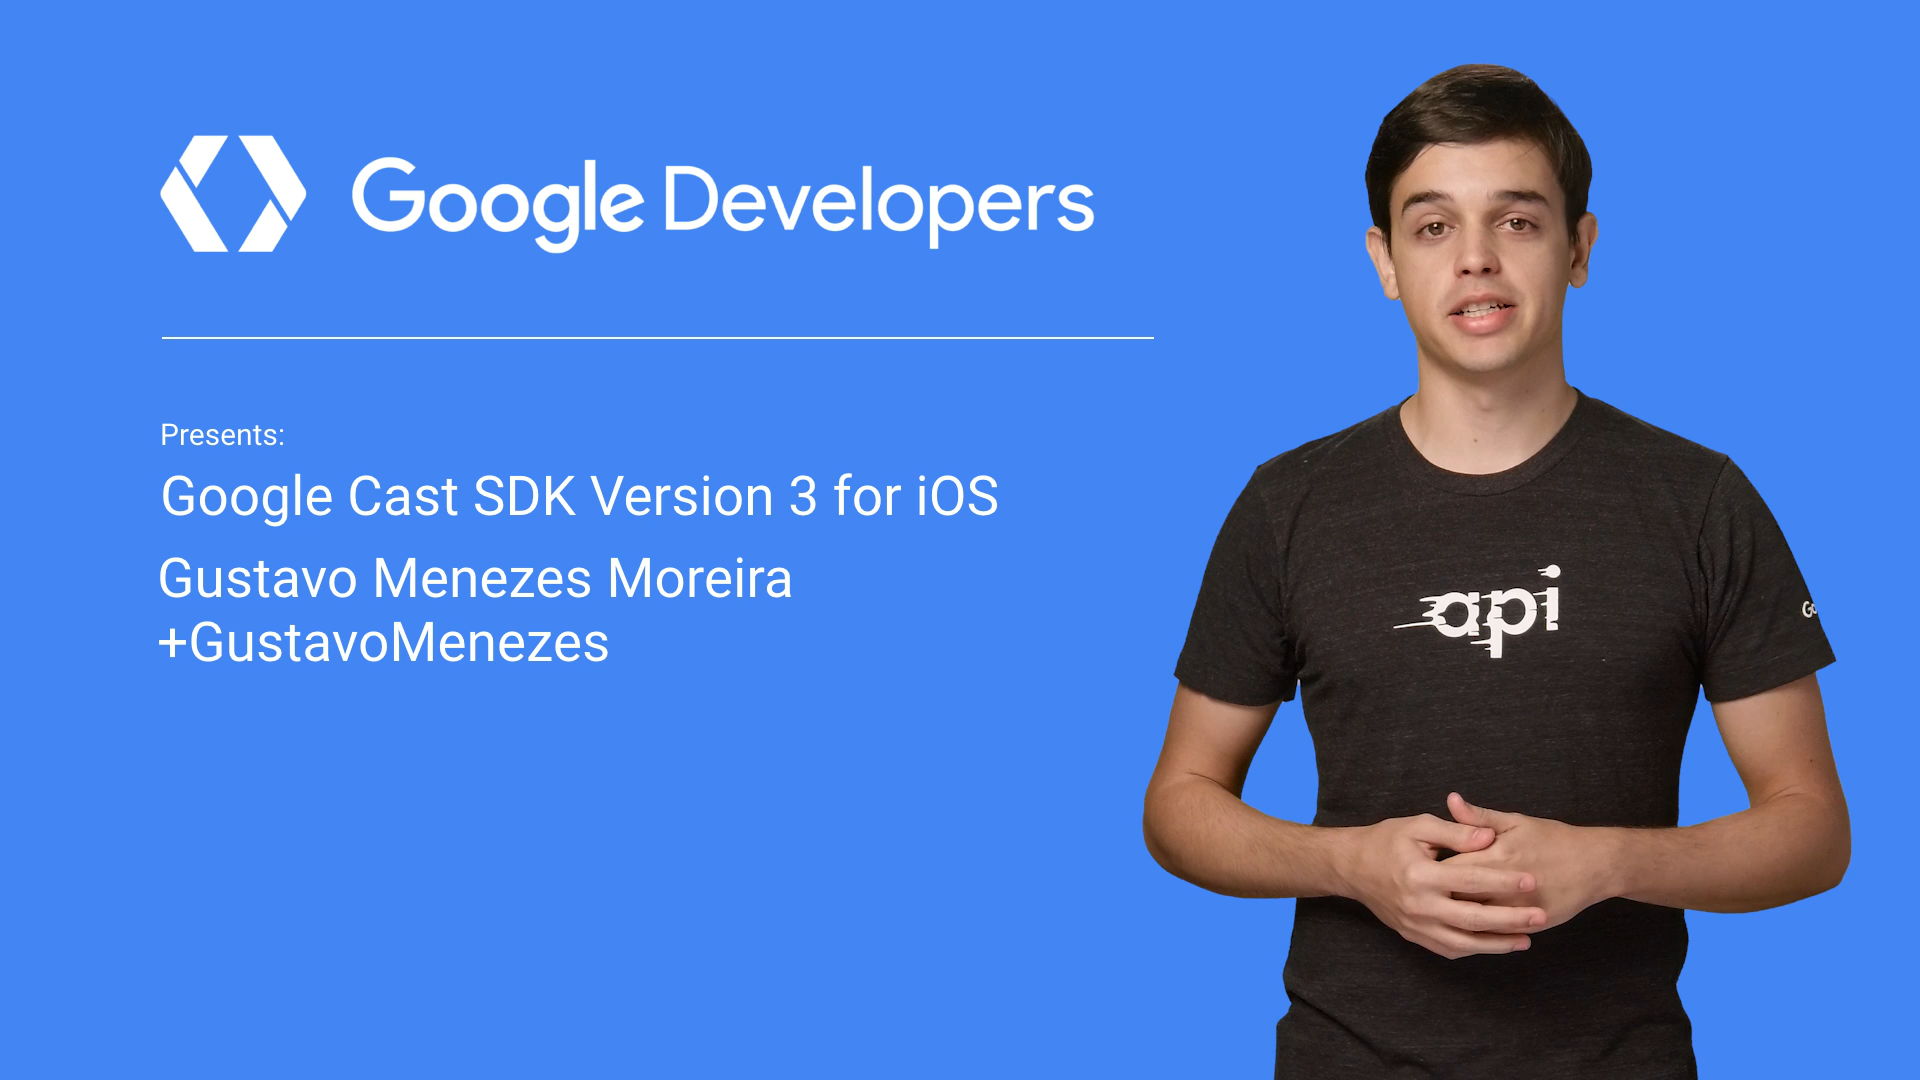 Google Developers
Presents:
Google Cast SDK Version 3 for iOS
Gustavo Menezes Moreira
+GustavoMenezes
api